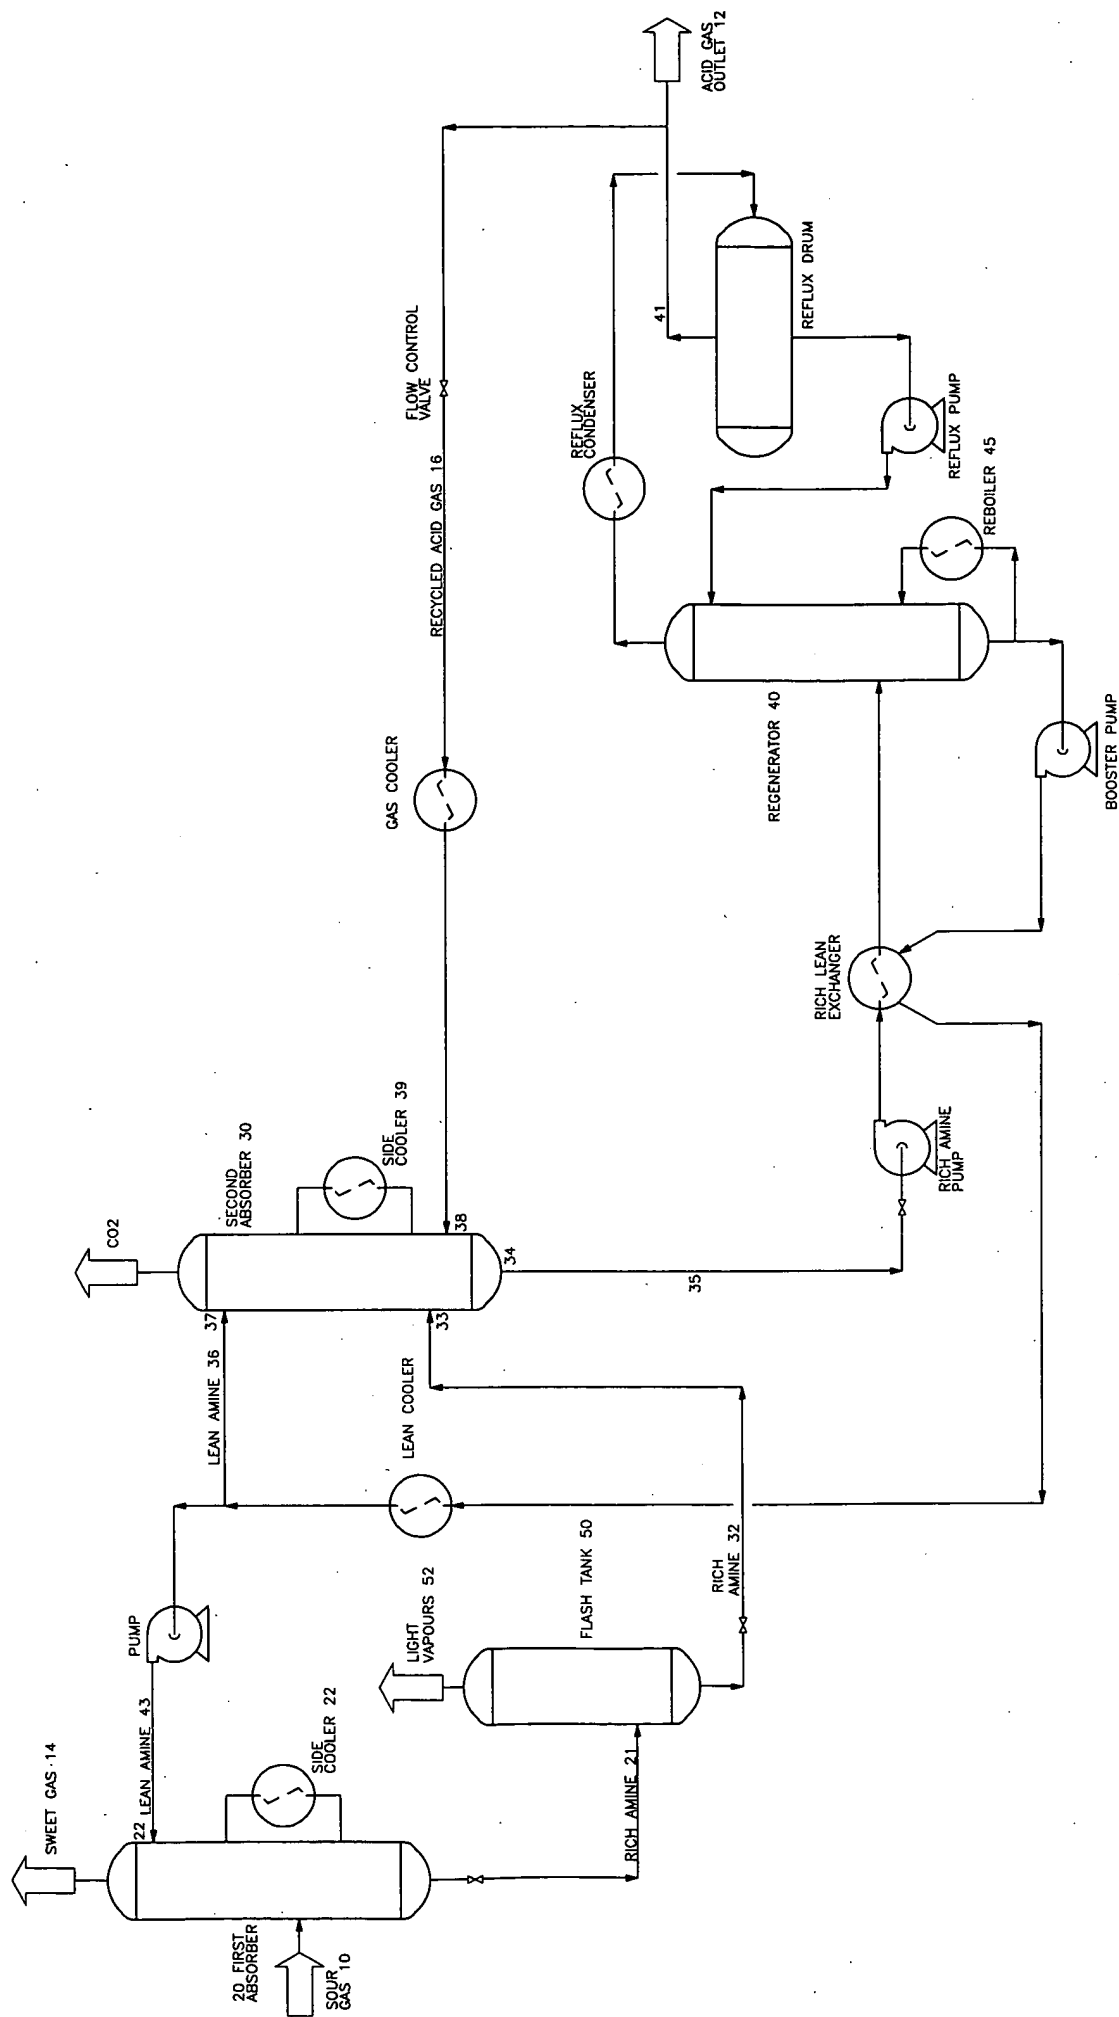 SWEET GAS 14
22
LEAN AMINE 43
PUMP
20 FIRST
ABSORBER
SOUR
GAS 10
SIDE
COOLER 22
RICH AMINE 21
LIGHT
VAPOURS 52
FLASH TANK 50
RICH
AMINE 32
LEAN COOLER
LEAN AMINE 36
37
33
CO2
SECOND
ABSORBER 30
SIDE
COOLER 39
38
34
35
RICH AMINE
PUMP
RICH LEAN
EXCHANGER
GAS COOLER
RECYCLED ACID GAS 16
FLOW CONTROL
VALVE
REGENERATOR 40
BOOSTER PUMP
REBOILER 45
REFLUX PUMP
REFLUX
CONDENSER
REFLUX DRUM
41
ACID GAS
OUTLET 12